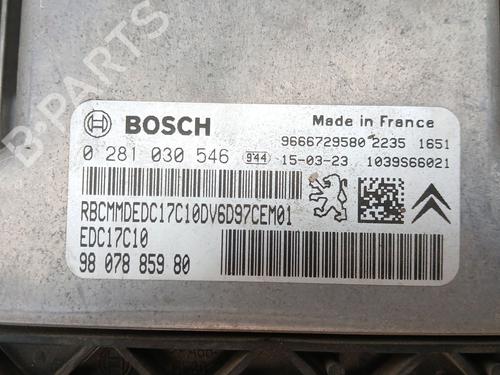 B-PARTS
BOSCH
Made in France
9666729580 2235 1651
0 281 030 546 944 15-03-23 1039S66021
RBCMMDEDC17C10DV6D97CEM01
EDC17C10
98 078 859 80